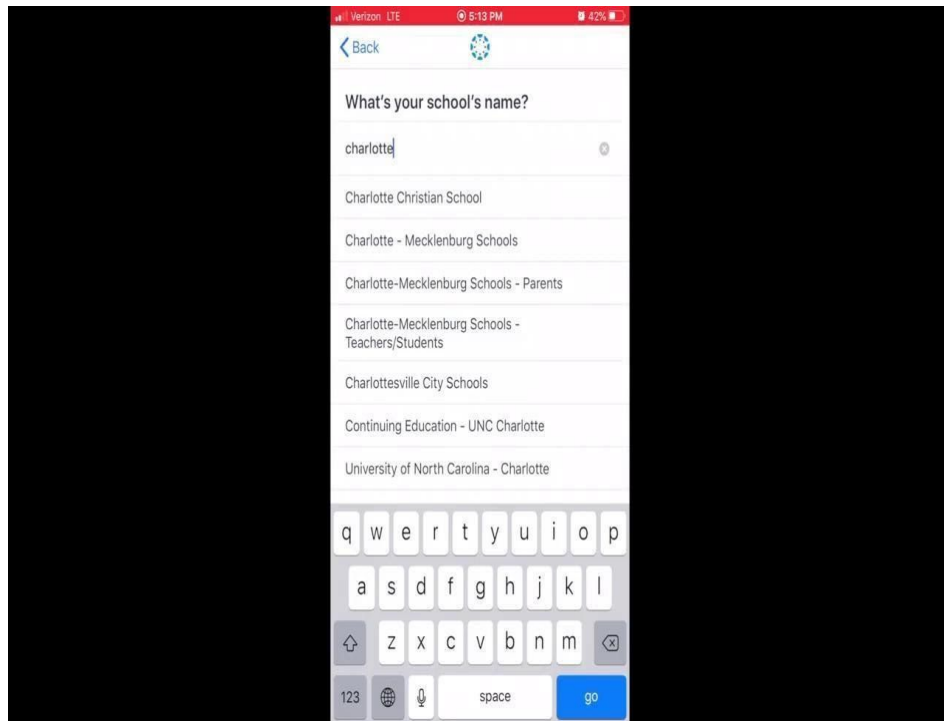 Verizon LTE 5:13 PM 42%
Back
What's your school's name?
charlotte
Charlotte Christian School
Charlotte - Mecklenburg Schools
Charlotte-Mecklenburg Schools - Parents
Charlotte-Mecklenburg Schools -
Teachers/Students
Charlottesville City Schools
Continuing Education - UNC Charlotte
University of North Carolina - Charlotte
q w e r t y u i o p
a s d f g h j k l
z x c v b n m
123 space go